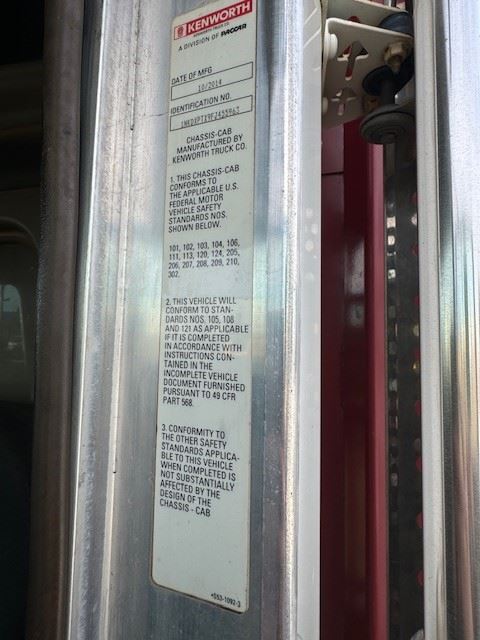 KENWORTH
KENWORTH TRUCK CO.
A DIVISION OF PACCAR
DATE OF MFG
10/2014
IDENTIFICATION NO.
CHASSIS-CAB
MANUFACTURED BY
KENWORTH TRUCK CO.
1. THIS CHASSIS-CAB
CONFORMS TO
THE APPLICABLE U.S.
FEDERAL MOTOR
VEHICLE SAFETY
STANDARDS NOS.
SHOWN BELOW.
101, 102, 103, 104, 106,
111, 113, 120, 124, 205,
206, 207, 208, 209, 210,
302.
2. THIS VEHICLE WILL
CONFORM TO STAN-
DARDS NOS. 105, 108
AND 121 AS APPLICABLE
IF IT IS COMPLETED
IN ACCORDANCE WITH
INSTRUCTIONS CON-
TAINED IN THE
INCOMPLETE VEHICLE
DOCUMENT FURNISHED
PURSUANT TO 49 CFR
PART 568.
3. CONFORMITY TO
THE OTHER SAFETY
STANDARDS APPLICA-
BLE TO THIS VEHICLE
WHEN COMPLETED IS
NOT SUBSTANTIALLY
AFFECTED BY THE
DESIGN OF THE
CHASSIS - CAB